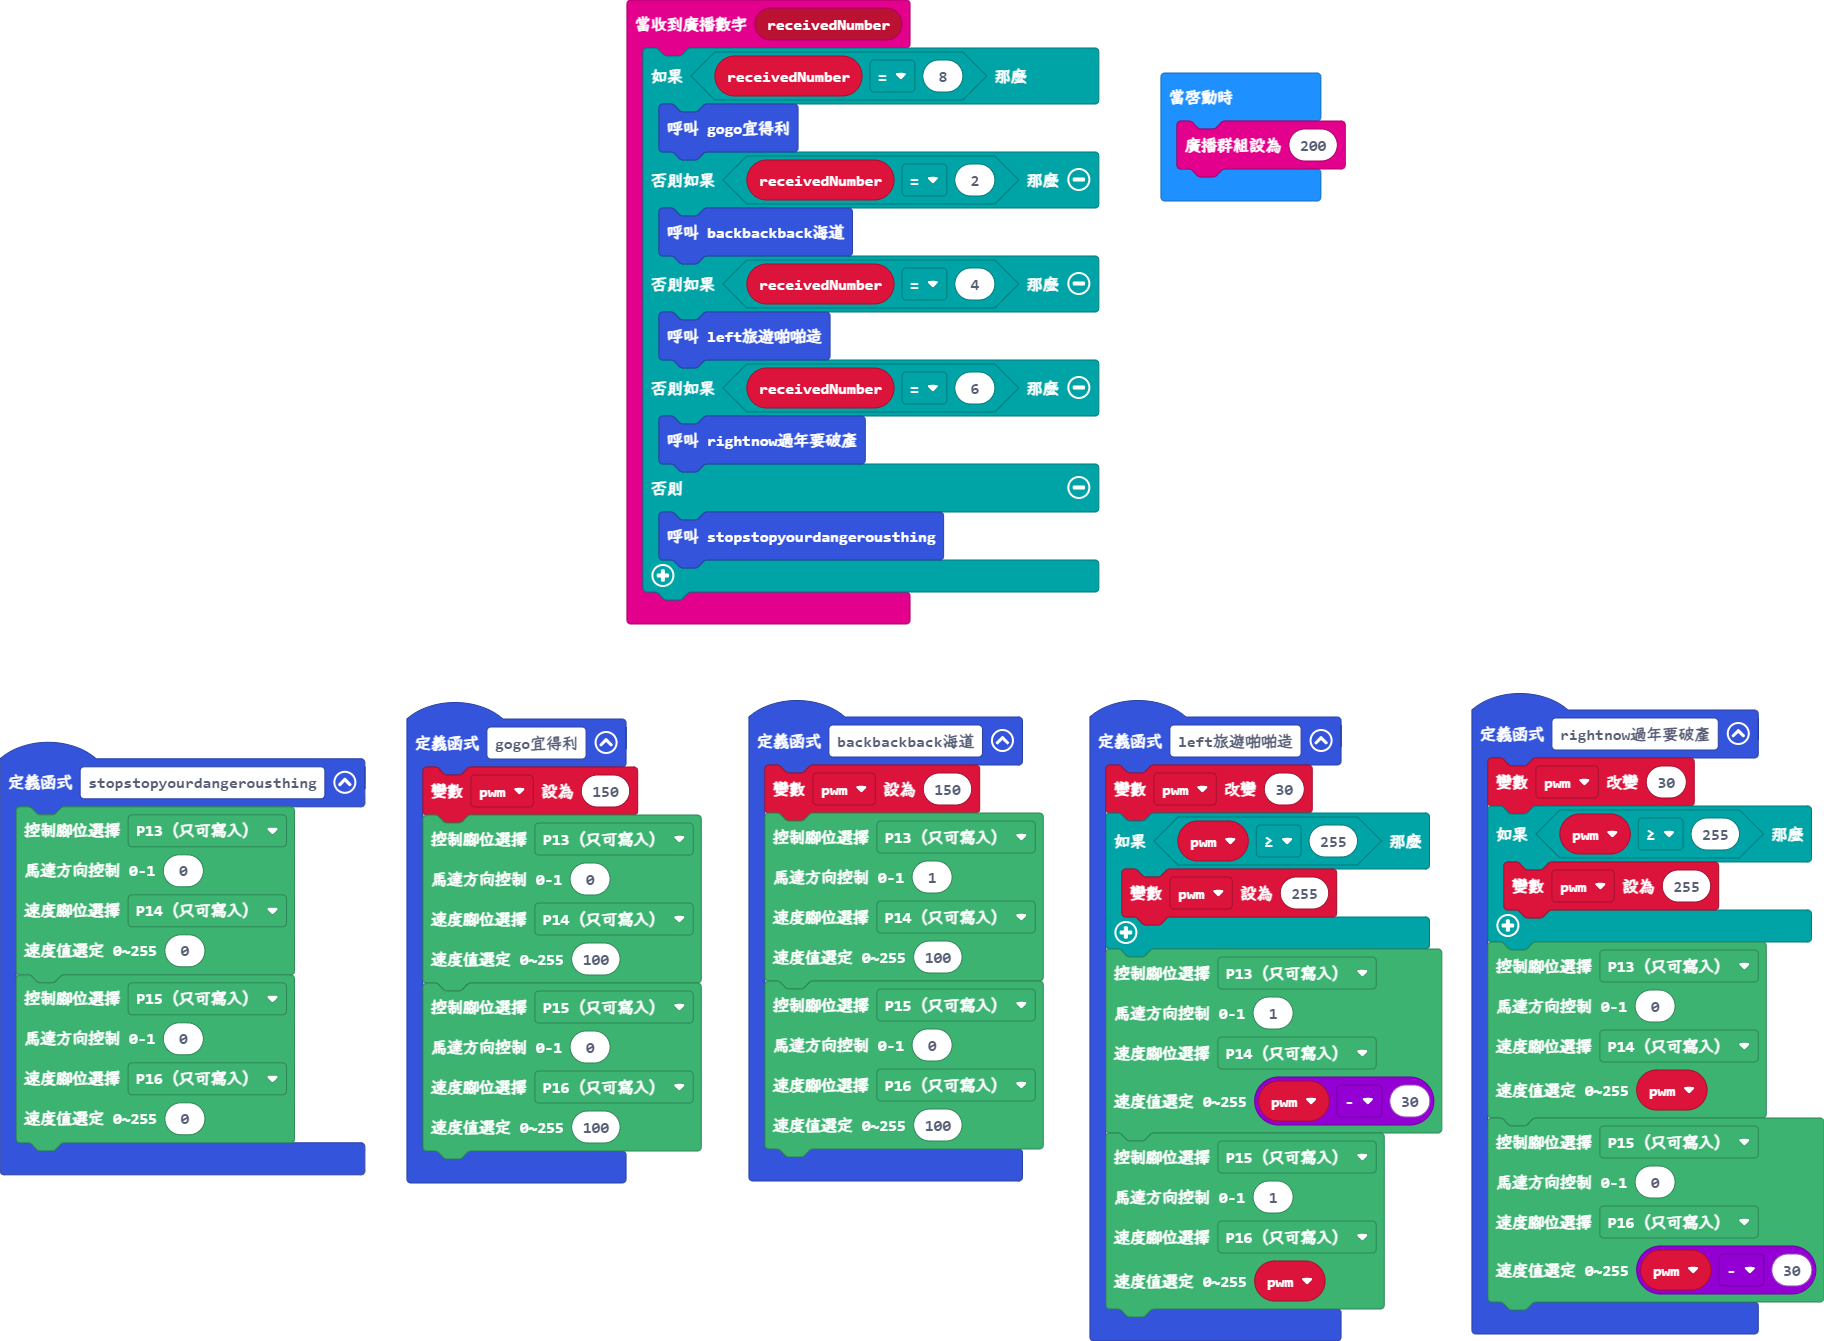 當收到廣播數字 receivedNumber
如果 receivedNumber = 8 那麼
呼叫 gogo宜得利
否則如果 receivedNumber = 2 那麼
呼叫 backbackback海道
否則如果 receivedNumber = 4 那麼
呼叫 left旅遊啪啪造
否則如果 receivedNumber = 6 那麼
呼叫 rightnow過年要破產
否則
呼叫 stopstopyourdangerousthing
當啓動時
廣播群組設為 200
定義函式 stopstopyourdangerousthing
控制腳位選擇 P13 (只可寫入)
馬達方向控制 0-1 0
速度腳位選擇 P14 (只可寫入)
速度值選定 0~255 0
控制腳位選擇 P15 (只可寫入)
馬達方向控制 0-1 0
速度腳位選擇 P16 (只可寫入)
速度值選定 0~255 0
定義函式 gogo宜得利
變數 pwm 設為 150
控制腳位選擇 P13 (只可寫入)
馬達方向控制 0-1 0
速度腳位選擇 P14 (只可寫入)
速度值選定 0~255 100
控制腳位選擇 P15 (只可寫入)
馬達方向控制 0-1 0
速度腳位選擇 P16 (只可寫入)
速度值選定 0~255 100
定義函式 backbackback海道
變數 pwm 設為 150
控制腳位選擇 P13 (只可寫入)
馬達方向控制 0-1 1
速度腳位選擇 P14 (只可寫入)
速度值選定 0~255 100
控制腳位選擇 P15 (只可寫入)
馬達方向控制 0-1 0
速度腳位選擇 P16 (只可寫入)
速度值選定 0~255 100
定義函式 left旅遊啪啪造
變數 pwm 改變 30
如果 pwm ≥ 255 那麼
變數 pwm 設為 255
控制腳位選擇 P13 (只可寫入)
馬達方向控制 0-1 1
速度腳位選擇 P14 (只可寫入)
速度值選定 0~255 pwm - 30
控制腳位選擇 P15 (只可寫入)
馬達方向控制 0-1 1
速度腳位選擇 P16 (只可寫入)
速度值選定 0~255 pwm
定義函式 rightnow過年要破產
變數 pwm 改變 30
如果 pwm ≥ 255 那麼
變數 pwm 設為 255
控制腳位選擇 P13 (只可寫入)
馬達方向控制 0-1 0
速度腳位選擇 P14 (只可寫入)
速度值選定 0~255 pwm
控制腳位選擇 P15 (只可寫入)
馬達方向控制 0-1 0
速度腳位選擇 P16 (只可寫入)
速度值選定 0~255 pwm - 30